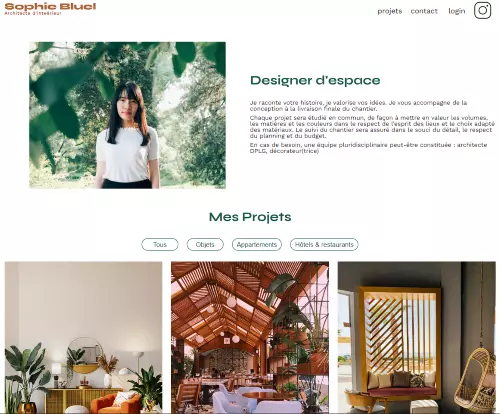 Sophie Bluel
Architecte d'intérieur
projets contact login
Designer d'espace
Je raconte votre histoire, je valorise vos idées. Je vous accompagne de la
conception à la livraison finale du chantier.
Chaque projet sera étudié en commun, de façon à mettre en valeur les volumes,
les matières et les couleurs dans le respect de l'esprit des lieux et le choix adapté
des matériaux. Le suivi du chantier sera assuré dans le souci du détail, le respect
du planning et du budget.
En cas de besoin, une équipe pluridisciplinaire peut-être constituée : architecte
DPLG, décorateur(trice)
Mes Projets
Tous Objets Appartements Hôtels & restaurants